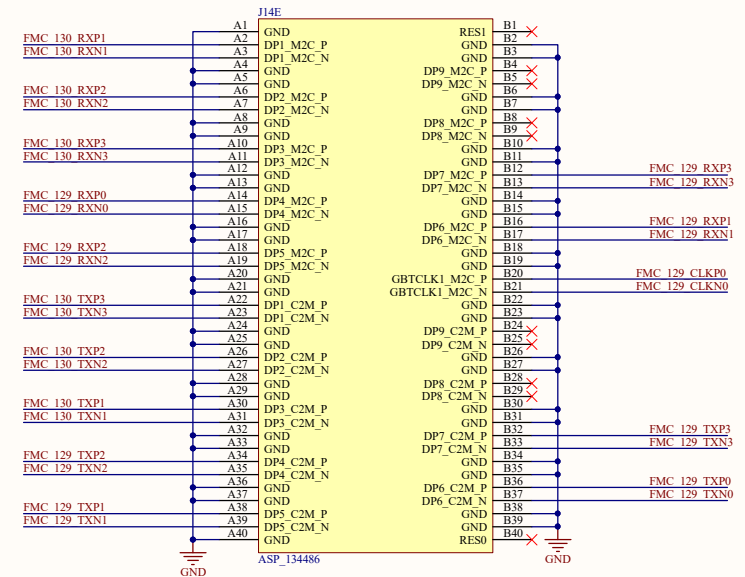 J14E
A1 GND RES1 B1
FMC_130_RXP1 A2 DP1_M2C_P GND B2
FMC_130_RXN1 A3 DP1_M2C_N GND B3
A4 GND DP9_M2C_P B4
A5 GND DP9_M2C_N B5
FMC_130_RXP2 A6 DP2_M2C_P GND B6
FMC_130_RXN2 A7 DP2_M2C_N GND B7
A8 GND DP8_M2C_P B8
A9 GND DP8_M2C_N B9
FMC_130_RXP3 A10 DP3_M2C_P GND B10
FMC_130_RXN3 A11 DP3_M2C_N GND B11
A12 GND DP7_M2C_P B12 FMC_129_RXP3
A13 GND DP7_M2C_N B13 FMC_129_RXN3
FMC_129_RXP0 A14 DP4_M2C_P GND B14
FMC_129_RXN0 A15 DP4_M2C_N GND B15
A16 GND DP6_M2C_P B16 FMC_129_RXP1
A17 GND DP6_M2C_N B17 FMC_129_RXN1
FMC_129_RXP2 A18 DP5_M2C_P GND B18
FMC_129_RXN2 A19 DP5_M2C_N GND B19
A20 GND GBTCLK1_M2C_P B20 FMC_129_CLKP0
A21 GND GBTCLK1_M2C_N B21 FMC_129_CLKN0
FMC_130_TXP3 A22 DP1_C2M_P GND B22
FMC_130_TXN3 A23 DP1_C2M_N GND B23
A24 GND DP9_C2M_P B24
A25 GND DP9_C2M_N B25
FMC_130_TXP2 A26 DP2_C2M_P GND B26
FMC_130_TXN2 A27 DP2_C2M_N GND B27
A28 GND DP8_C2M_P B28
A29 GND DP8_C2M_N B29
FMC_130_TXP1 A30 DP3_C2M_P GND B30
FMC_130_TXN1 A31 DP3_C2M_N GND B31
A32 GND DP7_C2M_P B32 FMC_129_TXP3
A33 GND DP7_C2M_N B33 FMC_129_TXN3
FMC_129_TXP2 A34 DP4_C2M_P GND B34
FMC_129_TXN2 A35 DP4_C2M_N GND B35
A36 GND DP6_C2M_P B36 FMC_129_TXP0
A37 GND DP6_C2M_N B37 FMC_129_TXN0
FMC_129_TXP1 A38 DP5_C2M_P GND B38
FMC_129_TXN1 A39 DP5_C2M_N GND B39
A40 GND RES0 B40
ASP_134486 GND
GND